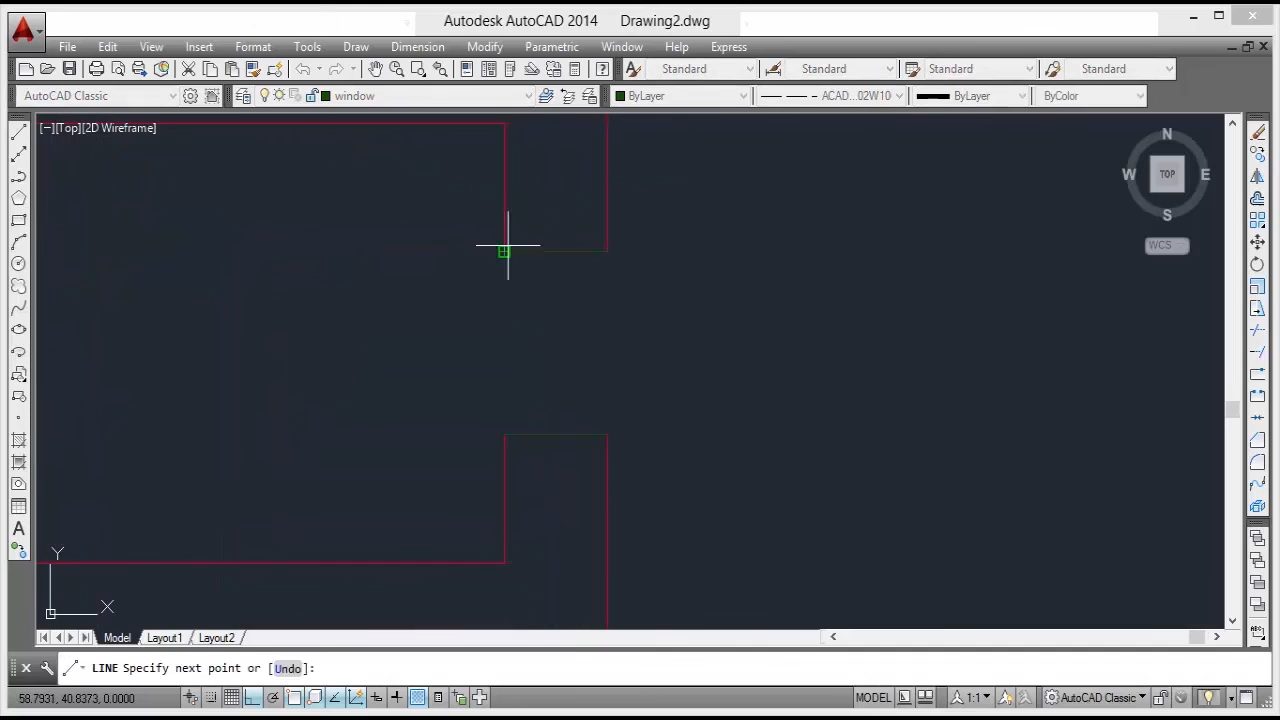 Autodesk AutoCAD 2014 Drawing2.dwg
File Edit View Insert Format Tools Draw Dimension Modify Parametric Window Help Express
Standard Standard Standard Standard
AutoCAD Classic window ByLayer ACAD...02W10 ByLayer ByColor
[−][Top][2D Wireframe]
N
W TOP E
S
WCS
A
Y
X
Model Layout1 Layout2
LINE Specify next point or [Undo]:
58.7931, 40.8373, 0.0000 MODEL 1:1 AutoCAD Classic